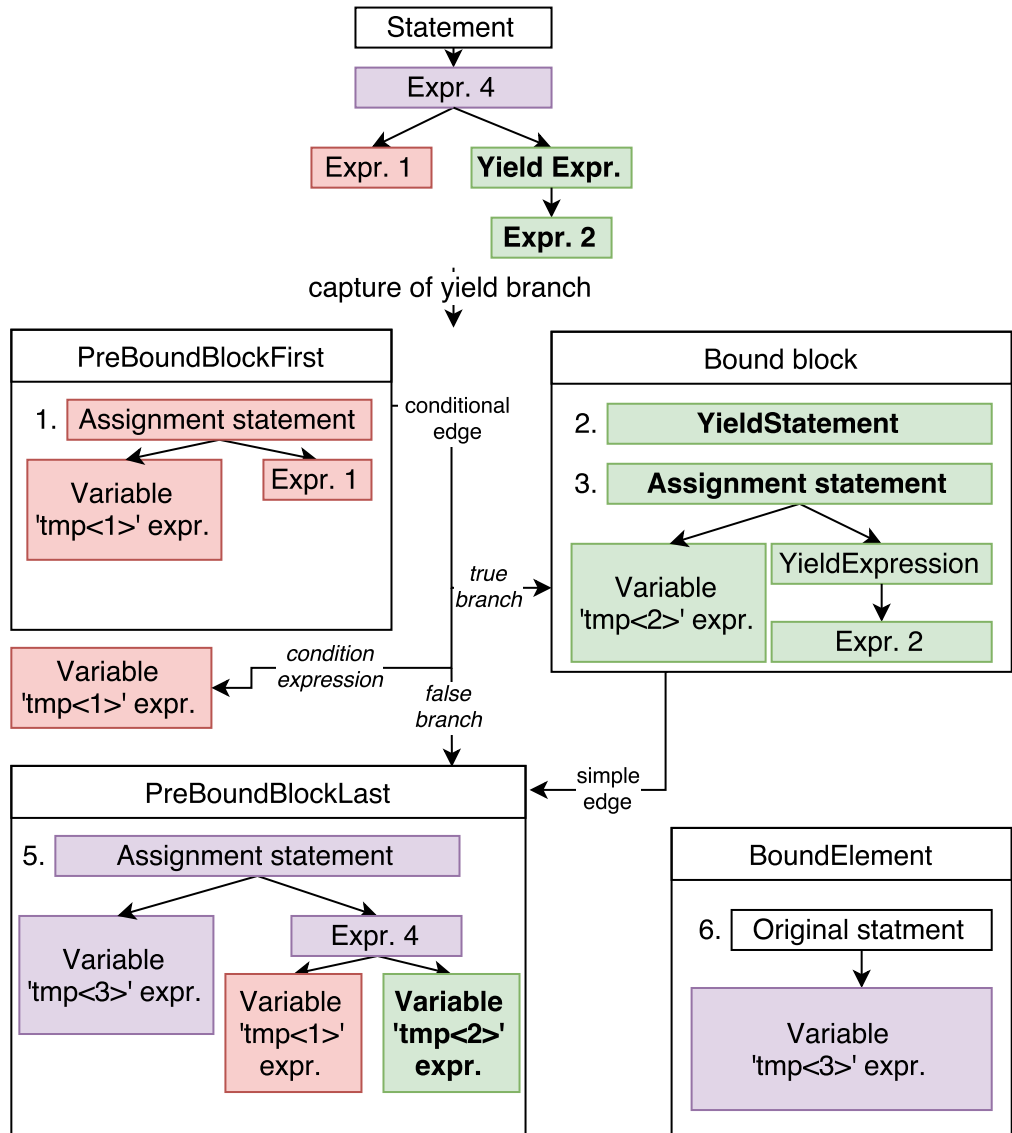 Statement
Expr. 4
Expr. 1
Yield Expr.
Expr. 2
capture of yield branch
PreBoundBlockFirst
1. Assignment statement
Variable
'tmp<1>' expr.
Expr. 1
conditional
edge
Bound block
2. YieldStatement
3. Assignment statement
Variable
'tmp<2>' expr.
YieldExpression
Expr. 2
true
branch
condition
expression
Variable
'tmp<1>' expr.
false
branch
simple
edge
PreBoundBlockLast
5. Assignment statement
Variable
'tmp<3>' expr.
Expr. 4
Variable
'tmp<1>'
expr.
Variable
'tmp<2>'
expr.
BoundElement
6. Original statment
Variable
'tmp<3>' expr.